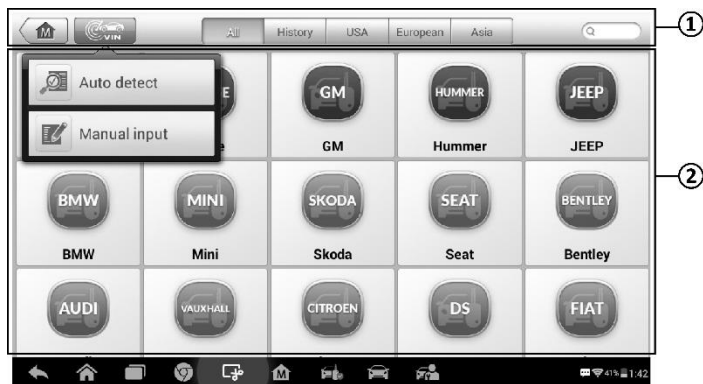 M VIN All History USA European Asia ①
Auto detect
Manual input
E GM HUMMER JEEP
e GM Hummer JEEP
②
BMW MINI SKODA SEAT BENTLEY
BMW Mini Skoda Seat Bentley
AUDI VAUXHALL CITROEN DS FIAT
M 41% 1:42